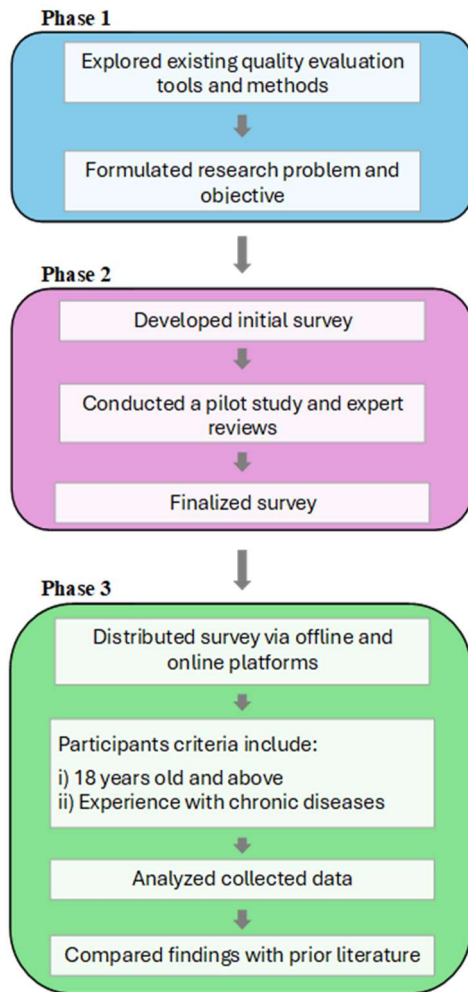 Phase 1
Explored existing quality evaluation
tools and methods
Formulated research problem and
objective
Phase 2
Developed initial survey
Conducted a pilot study and expert
reviews
Finalized survey
Phase 3
Distributed survey via offline and
online platforms
Participants criteria include:
i) 18 years old and above
ii) Experience with chronic diseases
Analyzed collected data
Compared findings with prior literature